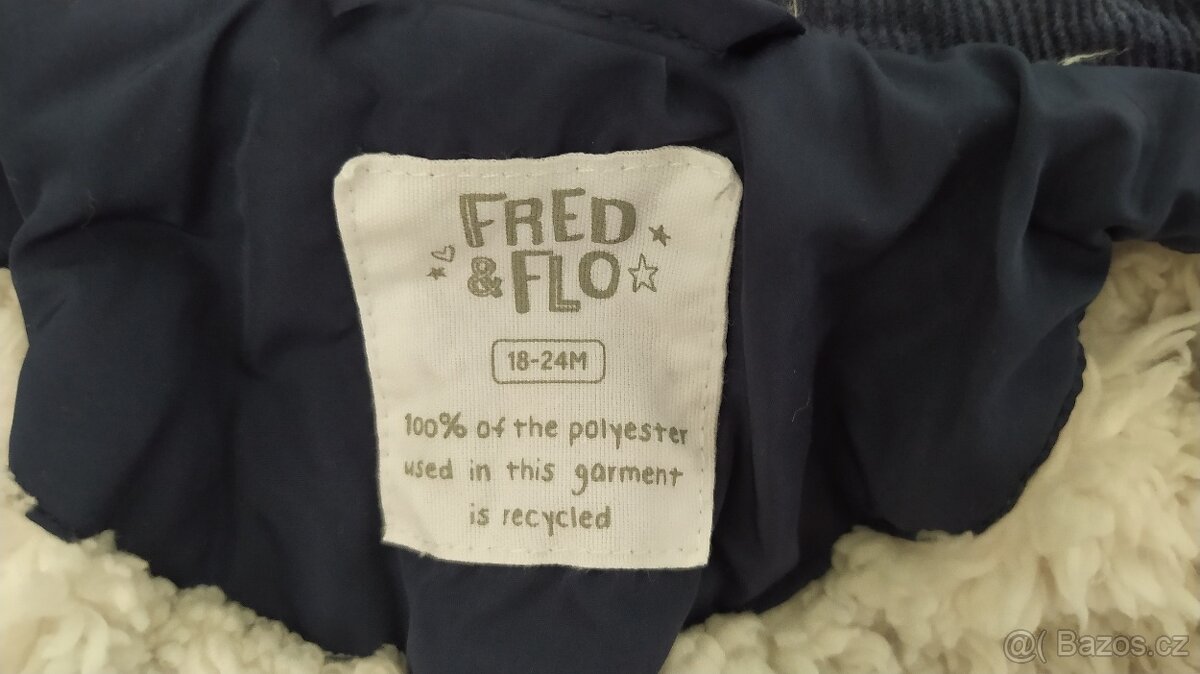 FRED
& FLO
18-24M
100% of the polyester
used in this garment
is recycled
@( Bazos.cz